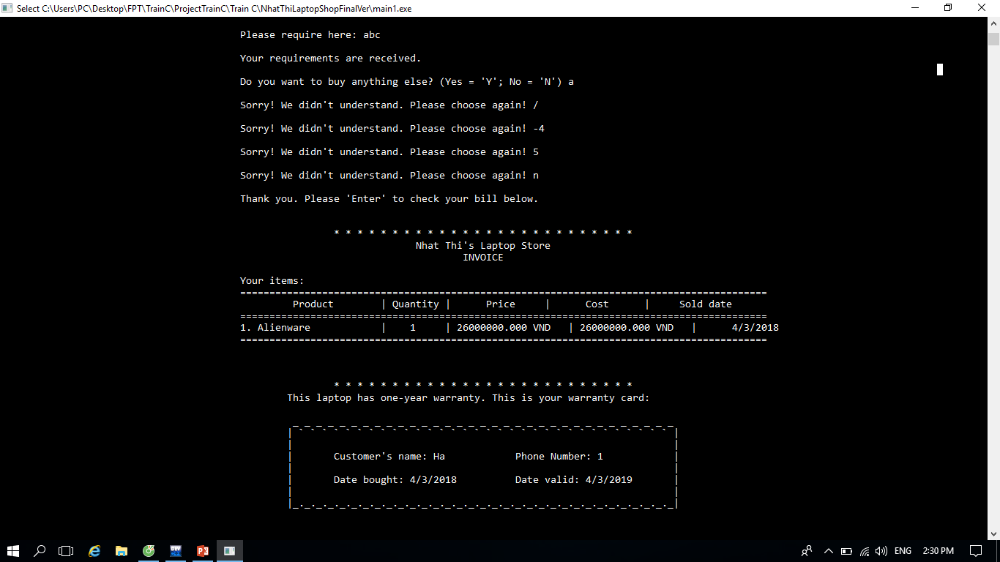 Select C:\Users\PC\Desktop\FPT\TrainC\ProjectTrainC\Train C\NhatThiLaptopShopFinalVer\main1.exe
Please require here: abc
Your requirements are received.
Do you want to buy anything else? (Yes = 'Y'; No = 'N') a
Sorry! We didn't understand. Please choose again! /
Sorry! We didn't understand. Please choose again! -4
Sorry! We didn't understand. Please choose again! 5
Sorry! We didn't understand. Please choose again! n
Thank you. Please 'Enter' to check your bill below.
* * * * * * * * * * * * * * * * * * * * * * * * * *
Nhat Thi's Laptop Store
INVOICE
Your items:
==========================================================================================
Product | Quantity | Price | Cost | Sold date
==========================================================================================
1. Alienware | 1 | 26000000.000 VND | 26000000.000 VND | 4/3/2018
==========================================================================================
* * * * * * * * * * * * * * * * * * * * * * * * * *
This laptop has one-year warranty. This is your warranty card:
Customer's name: Ha Phone Number: 1
Date bought: 4/3/2018 Date valid: 4/3/2019
ENG 2:30 PM